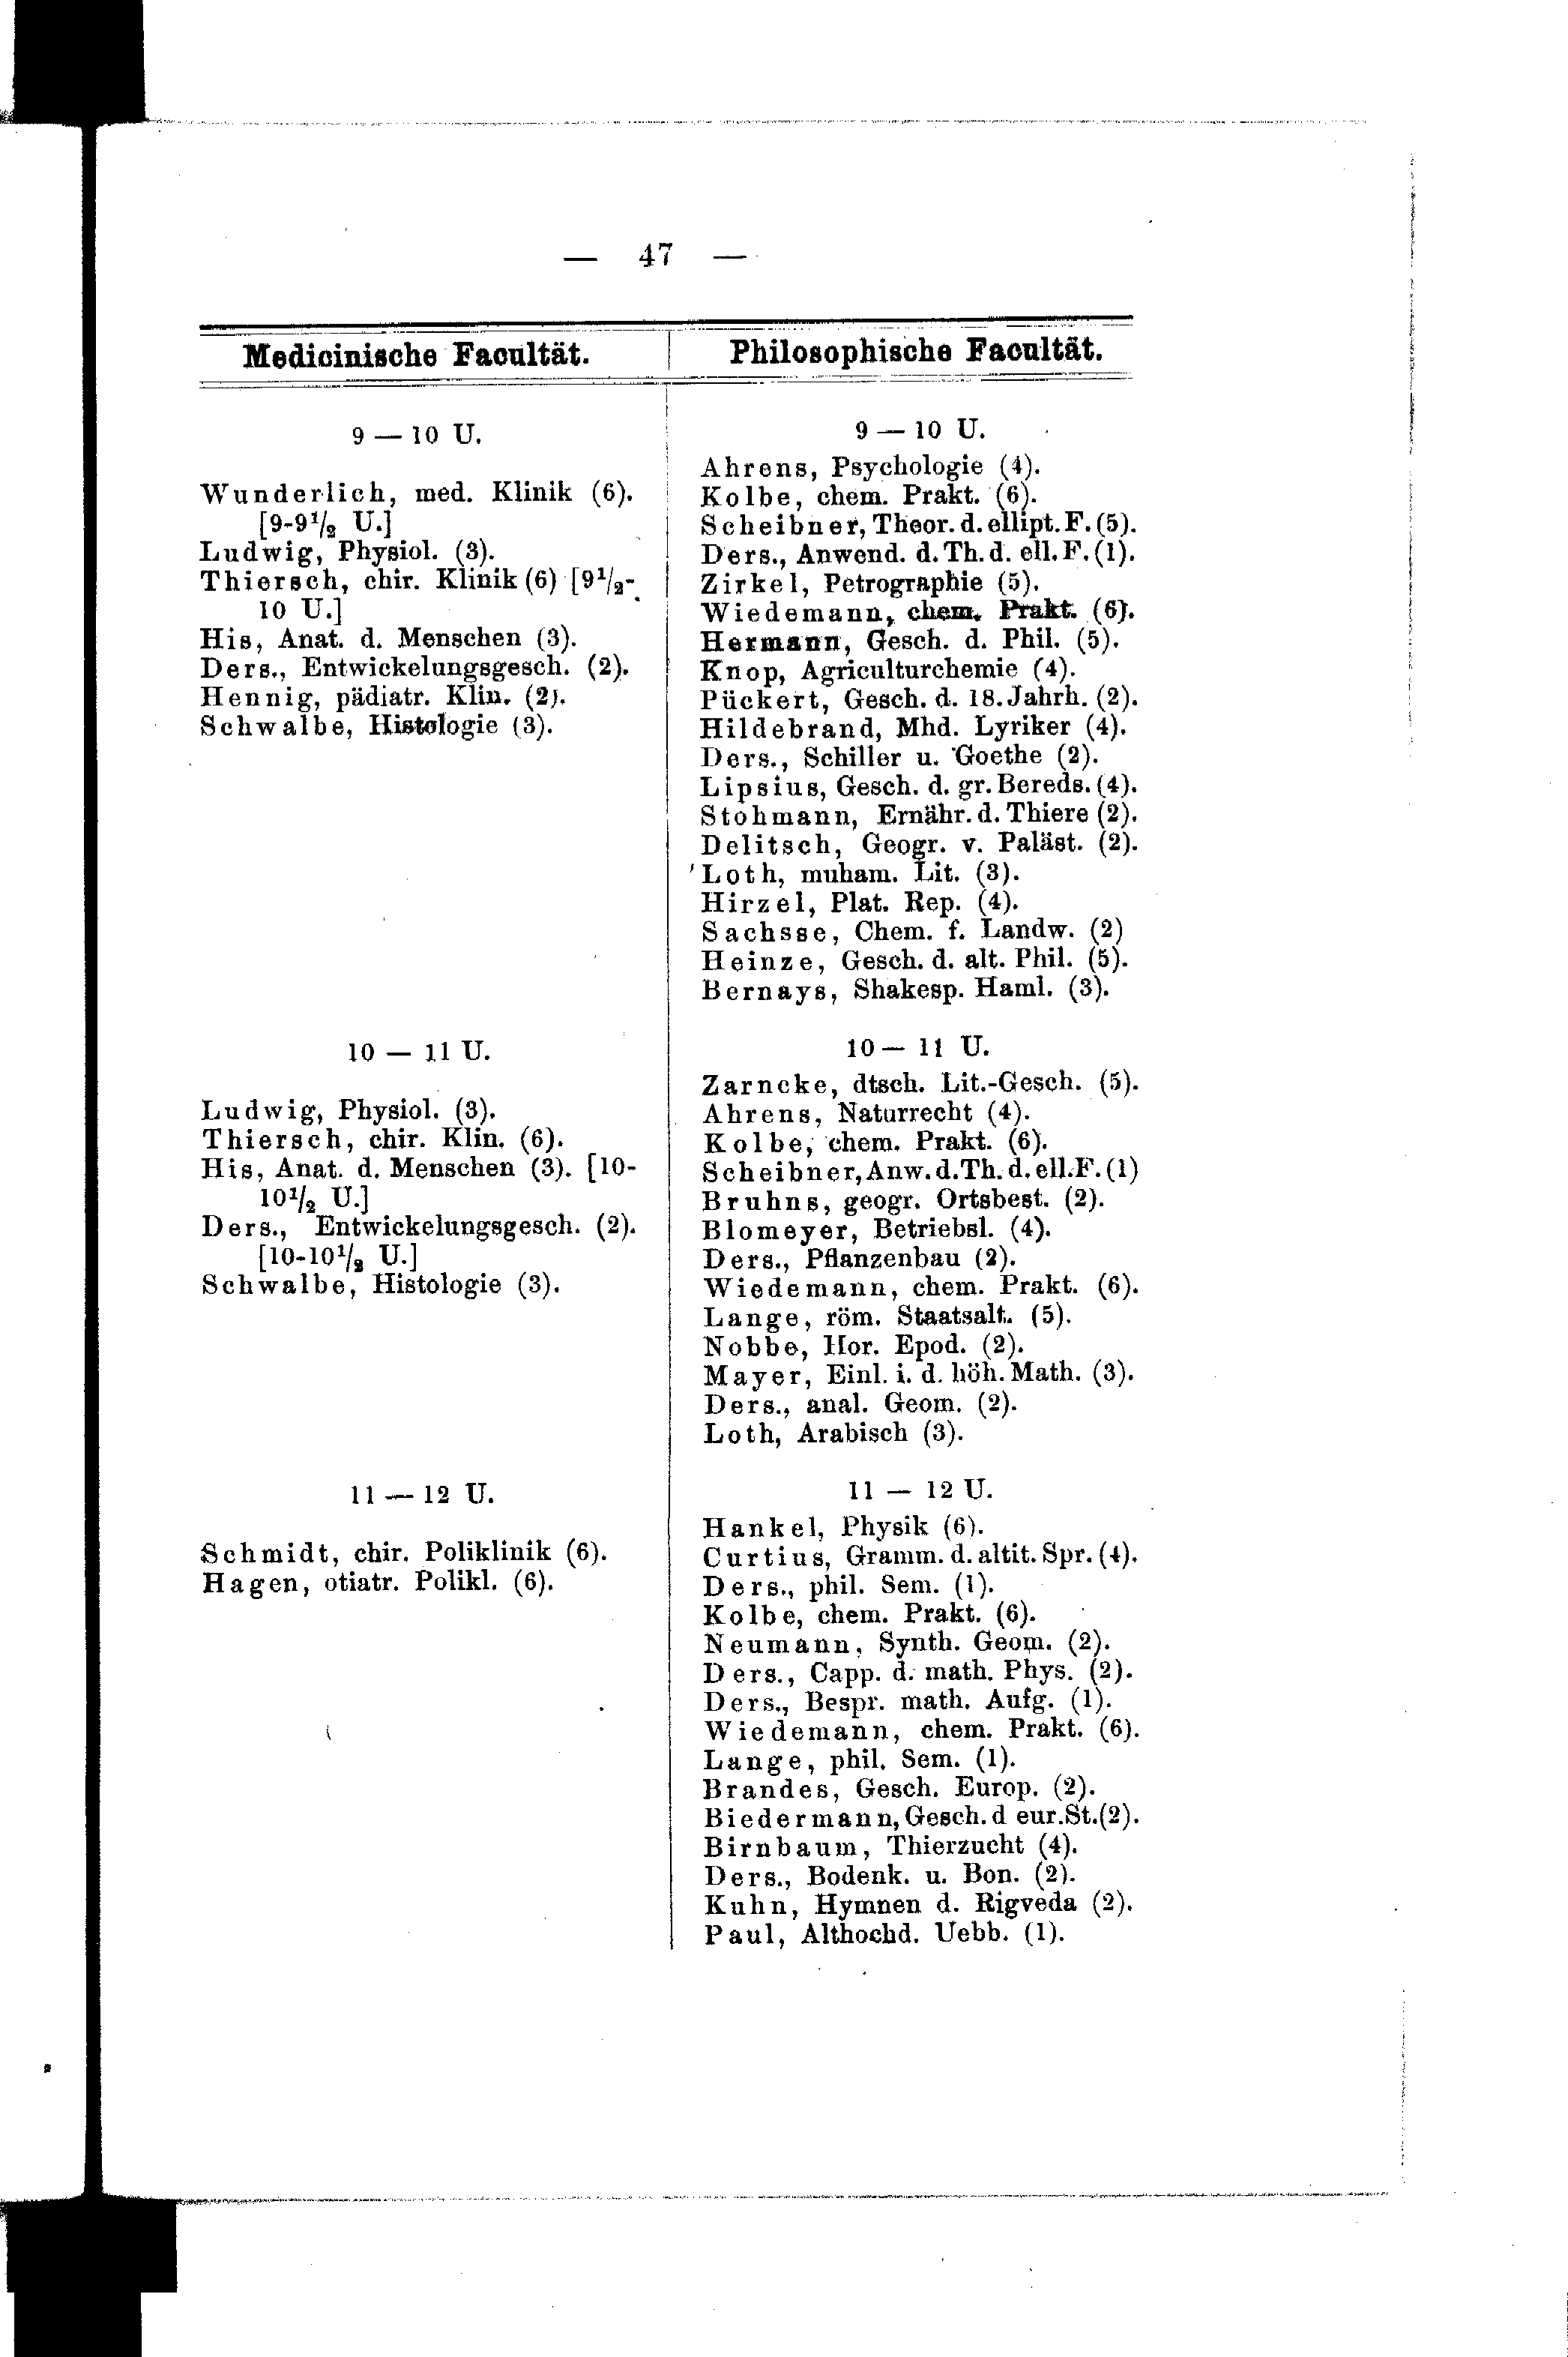 — 47 —
Medicinische Facultät.
9 — 10 U.
Wunderlich, med. Klinik (6).
[9-9½ U.]
Ludwig, Physiol. (3).
Thiersch, chir. Klinik (6) [9½-
10 U.]
His, Anat. d. Menschen (3).
Ders., Entwickelungsgesch. (2).
Hennig, pädiatr. Klin. (2).
Schwalbe, Histologie (3).
10 — 11 U.
Ludwig, Physiol. (3).
Thiersch, chir. Klin. (6).
His, Anat. d. Menschen (3). [10-
10½ U.]
Ders., Entwickelungsgesch. (2).
[10-10½ U.]
Schwalbe, Histologie (3).
11 — 12 U.
Schmidt, chir. Poliklinik (6).
Hagen, otiatr. Polikl. (6).
Philosophische Facultät.
9 — 10 U.
Ahrens, Psychologie (4).
Kolbe, chem. Prakt. (6).
Scheibner, Theor. d. ellipt. F. (5).
Ders., Anwend. d. Th. d. ell. F. (1).
Zirkel, Petrographie (5).
Wiedemann, chem. Prakt. (6).
Hermann, Gesch. d. Phil. (5).
Knop, Agriculturchemie (4).
Pückert, Gesch. d. 18. Jahrh. (2).
Hildebrand, Mhd. Lyriker (4).
Ders., Schiller u. Goethe (2).
Lipsius, Gesch. d. gr. Bereds. (4).
Stohmann, Ernähr. d. Thiere (2).
Delitsch, Geogr. v. Paläst. (2).
Loth, muham. Lit. (3).
Hirzel, Plat. Rep. (4).
Sachsse, Chem. f. Landw. (2)
Heinze, Gesch. d. alt. Phil. (5).
Bernays, Shakesp. Haml. (3).
10 — 11 U.
Zarncke, dtsch. Lit.-Gesch. (5).
Ahrens, Naturrecht (4).
Kolbe, chem. Prakt. (6).
Scheibner, Anw. d. Th. d. ell. F. (1)
Bruhns, geogr. Ortsbest. (2).
Blomeyer, Betriebsl. (4).
Ders., Pflanzenbau (2).
Wiedemann, chem. Prakt. (6).
Lange, röm. Staatsalt. (5).
Nobbe, Hor. Epod. (2).
Mayer, Einl. i. d. höh. Math. (3).
Ders., anal. Geom. (2).
Loth, Arabisch (3).
11 — 12 U.
Hankel, Physik (6).
Curtius, Gramm. d. altit. Spr. (4).
Ders., phil. Sem. (1).
Kolbe, chem. Prakt. (6).
Neumann, Synth. Geom. (2).
Ders., Capp. d. math. Phys. (2).
Ders., Bespr. math. Aufg. (1).
Wiedemann, chem. Prakt. (6).
Lange, phil. Sem. (1).
Brandes, Gesch. Europ. (2).
Biedermann, Gesch. d eur. St. (2).
Birnbaum, Thierzucht (4).
Ders., Bodenk. u. Bon. (2).
Kuhn, Hymnen d. Rigveda (2).
Paul, Althochd. Uebb. (1).